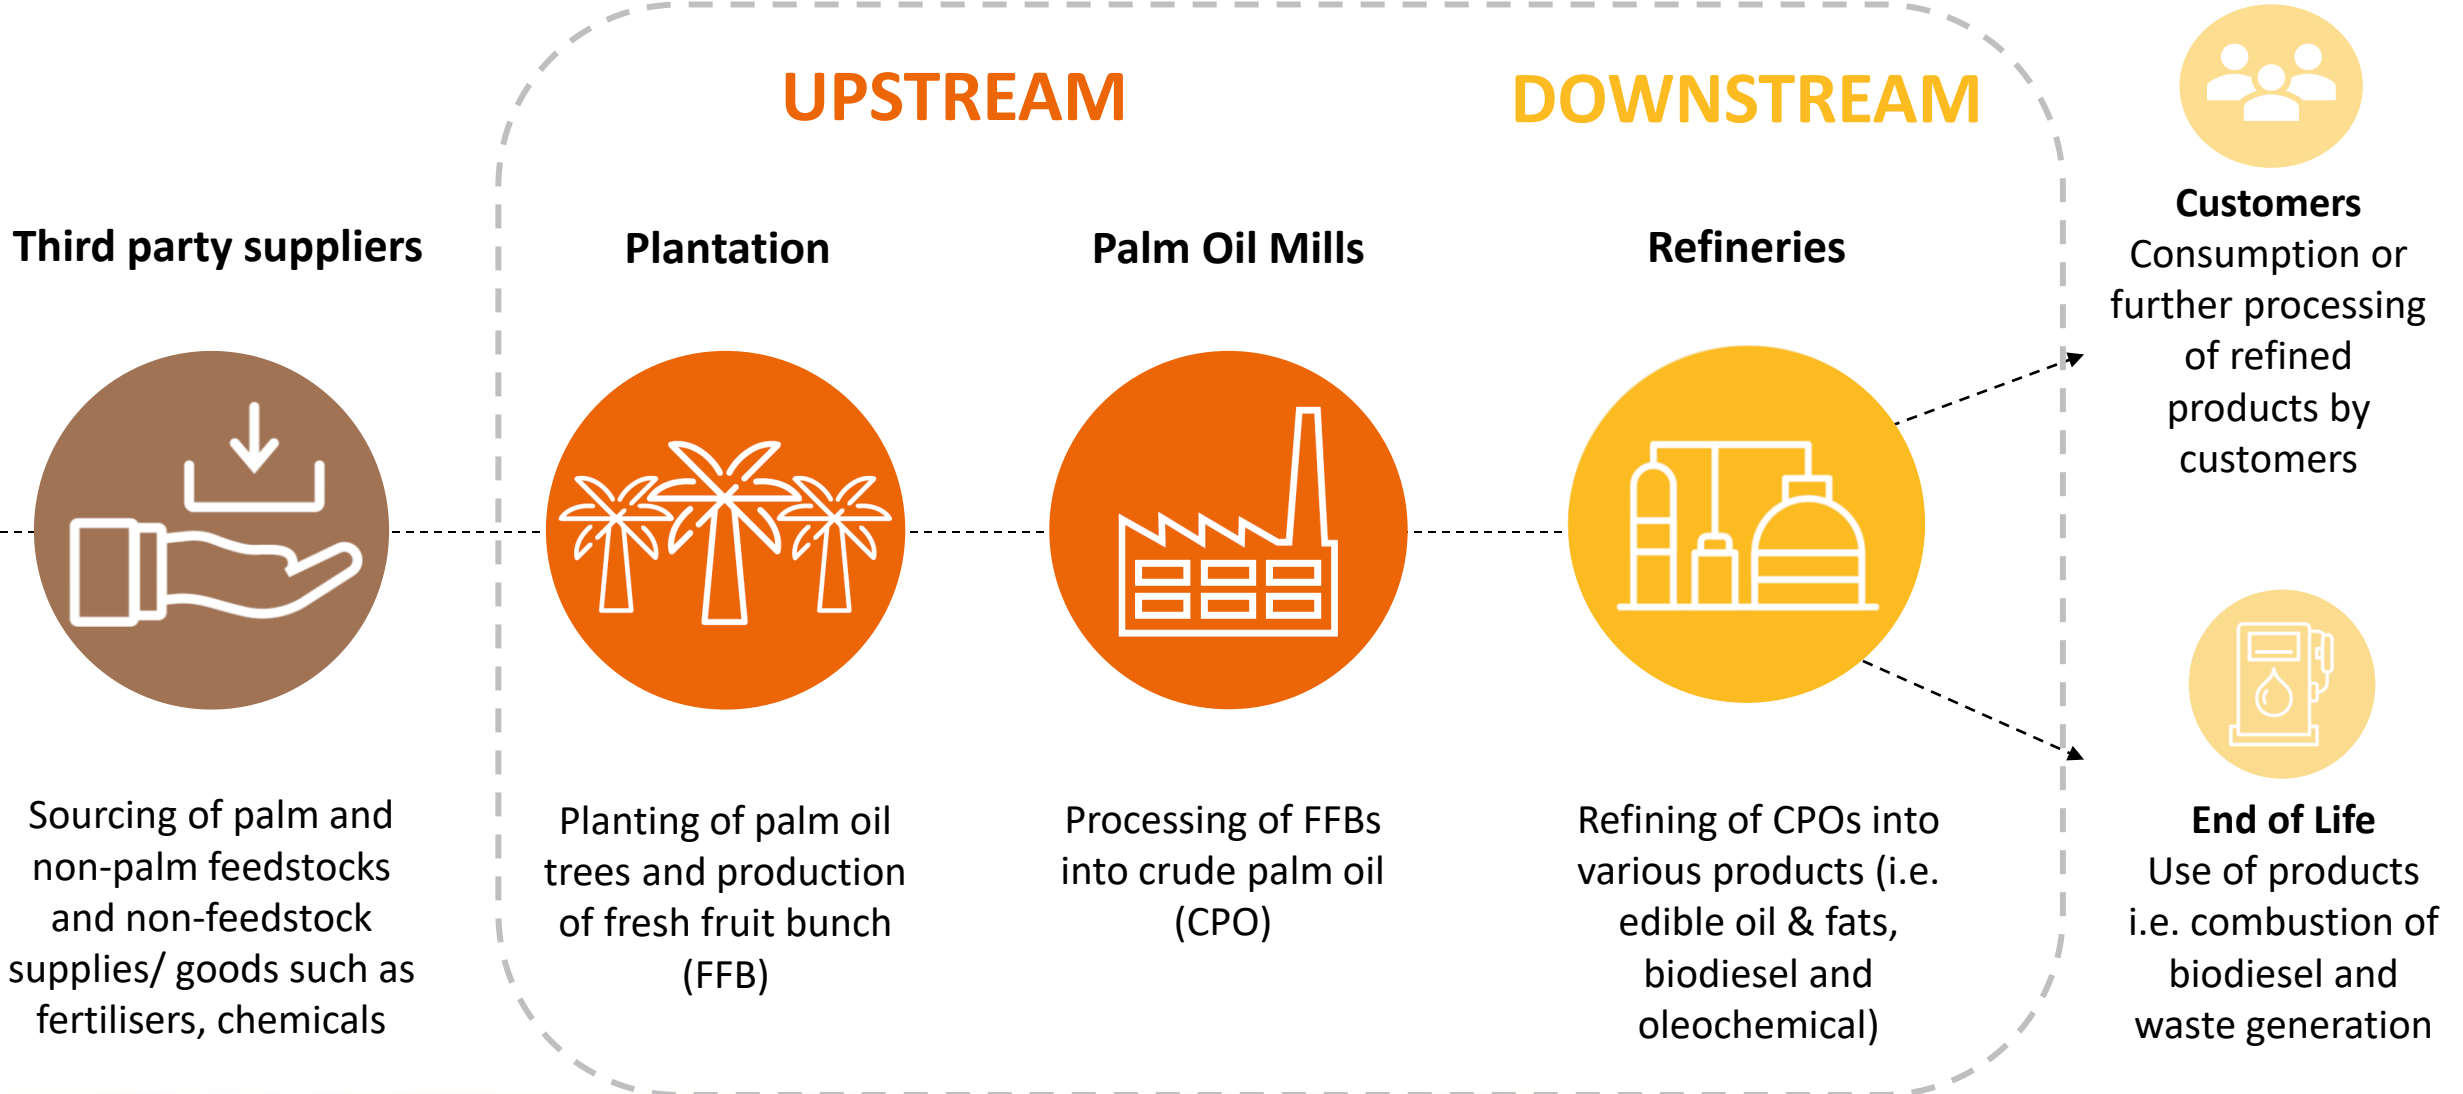 UPSTREAM
DOWNSTREAM
Third party suppliers
Sourcing of palm and
non-palm feedstocks
and non-feedstock
supplies/ goods such as
fertilisers, chemicals
Plantation
Planting of palm oil
trees and production
of fresh fruit bunch
(FFB)
Palm Oil Mills
Processing of FFBs
into crude palm oil
(CPO)
Refineries
Refining of CPOs into
various products (i.e.
edible oil & fats,
biodiesel and
oleochemical)
Customers
Consumption or
further processing
of refined
products by
customers
End of Life
Use of products
i.e. combustion of
biodiesel and
waste generation